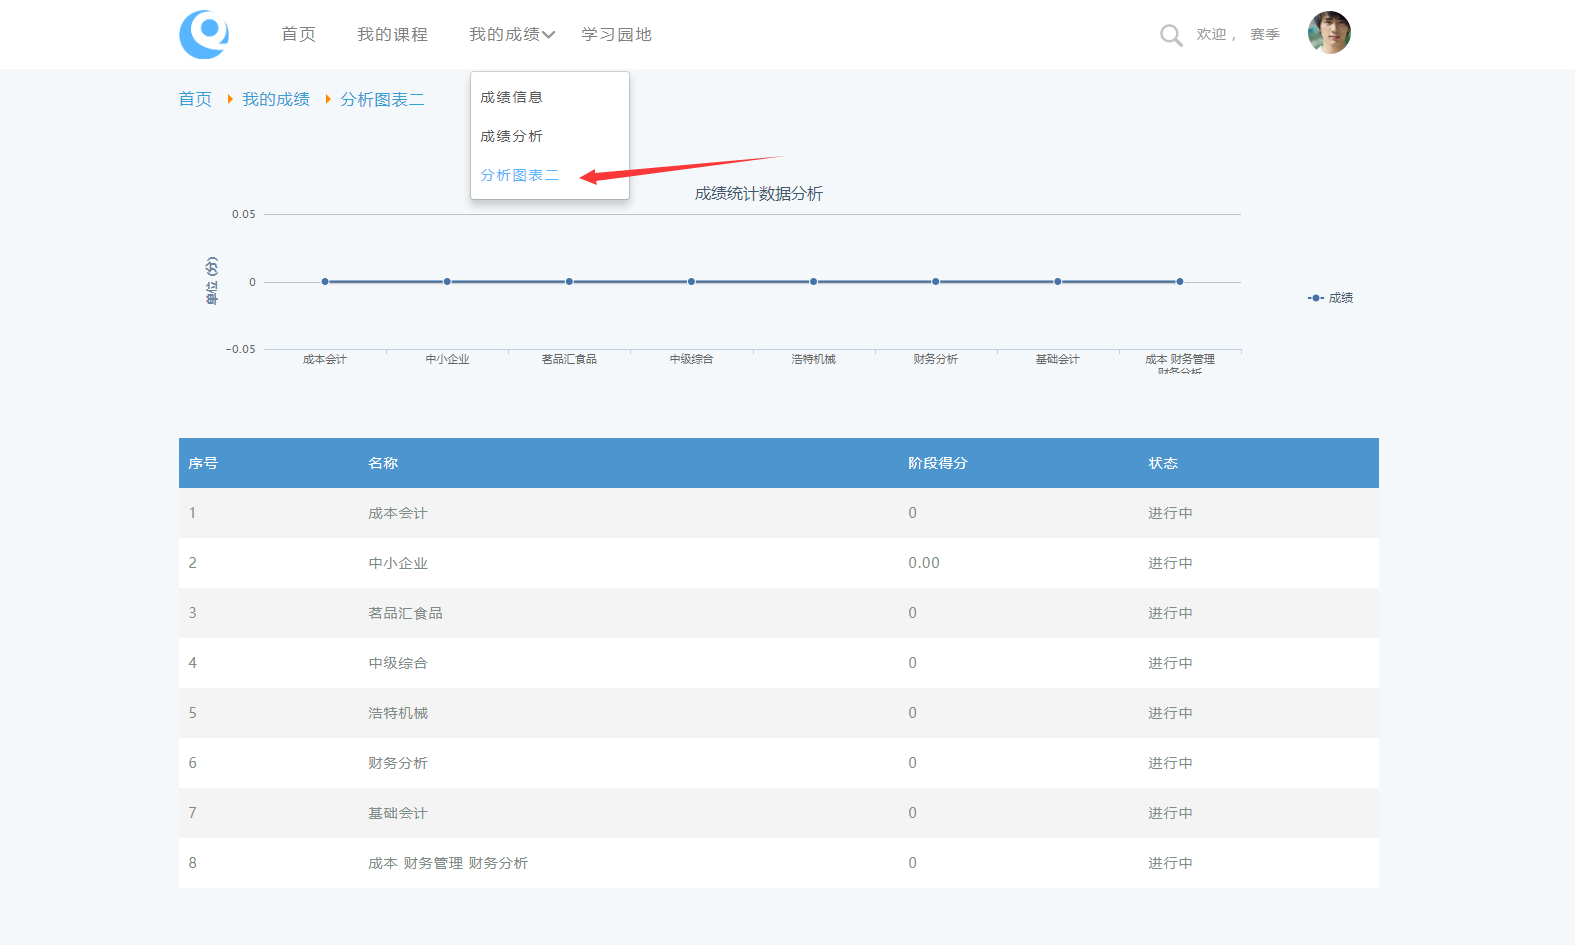 首页
我的课程
我的成绩
学习园地
欢迎， 赛季
首页 我的成绩 分析图表二
成绩信息
成绩分析
分析图表二
成绩统计数据分析
单位 (分)
0.05
0
−0.05
成本会计
中小企业
茗品汇食品
中级综合
浩特机械
财务分析
基础会计
成本 财务管理
财务分析
成绩
序号 名称 阶段得分 状态
1 成本会计 0 进行中
2 中小企业 0.00 进行中
3 茗品汇食品 0 进行中
4 中级综合 0 进行中
5 浩特机械 0 进行中
6 财务分析 0 进行中
7 基础会计 0 进行中
8 成本 财务管理 财务分析 0 进行中